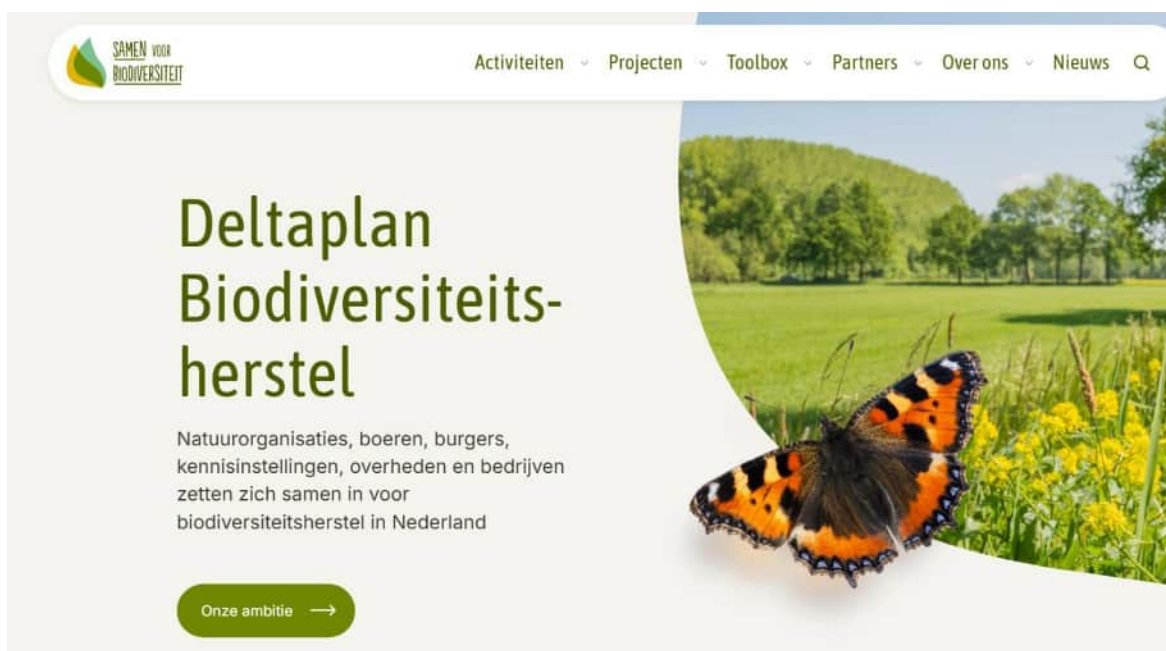 SAMEN VOOR
BIODIVERSITEIT
Activiteiten Projecten Toolbox Partners Over ons Nieuws
Deltaplan
Biodiversiteits-
herstel
Natuurorganisaties, boeren, burgers,
kennisinstellingen, overheden en bedrijven
zetten zich samen in voor
biodiversiteitsherstel in Nederland
Onze ambitie